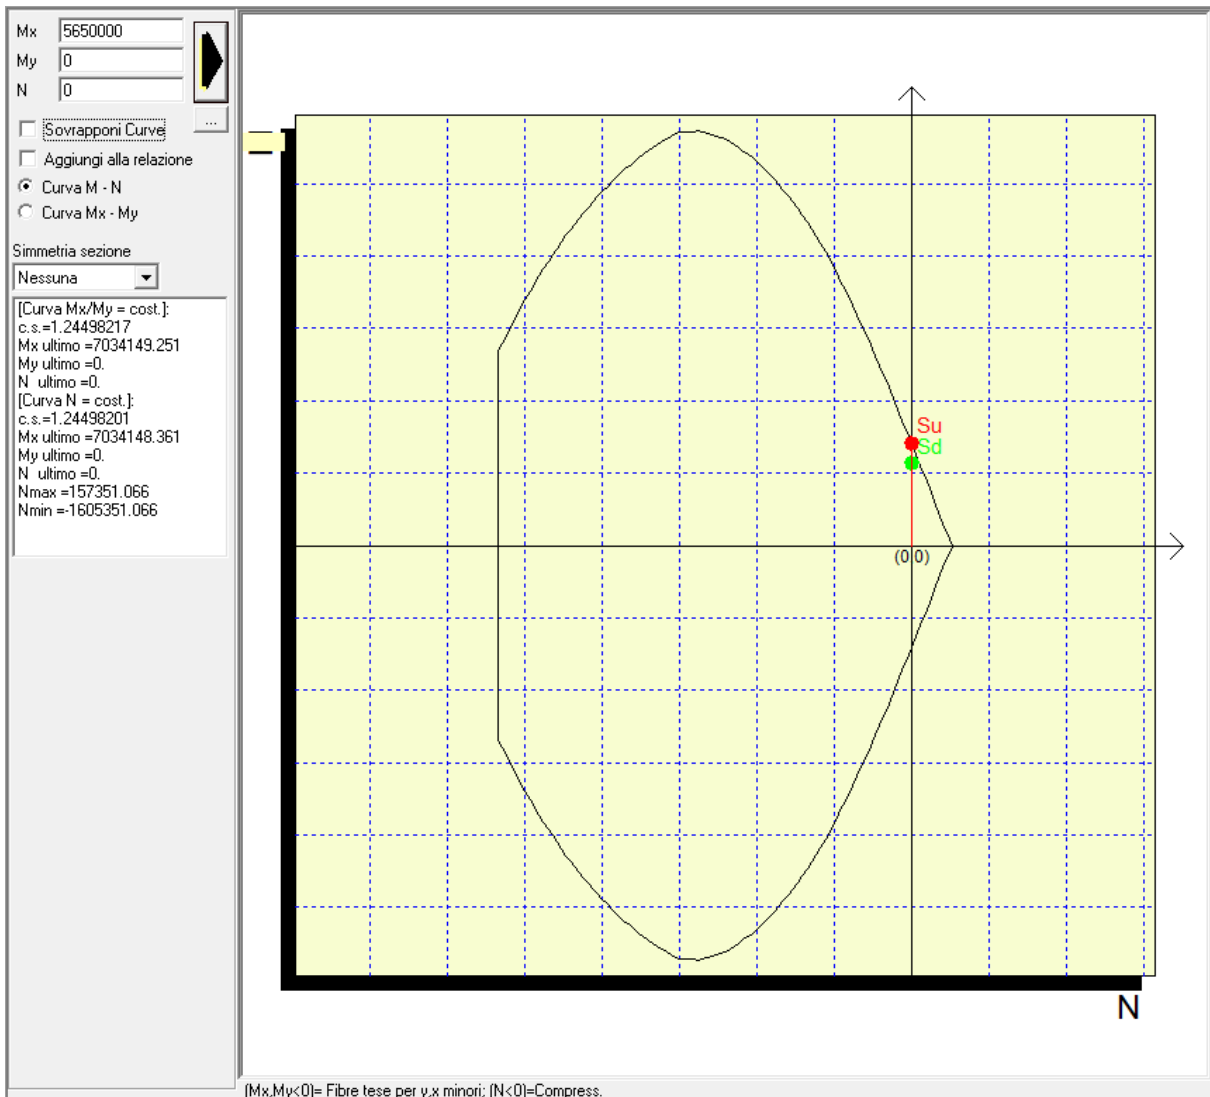 Mx 5650000
My 0
N 0
...
Sovrapponi Curve
Aggiungi alla relazione
Curva M - N
Curva Mx - My
Simmetria sezione
Nessuna
[Curva Mx/My = cost.]:
c.s.=1.24498217
Mx ultimo =7034149.251
My ultimo =0.
N  ultimo =0.
[Curva N = cost.]:
c.s.=1.24498201
Mx ultimo =7034148.361
My ultimo =0.
N  ultimo =0.
Nmax =157351.066
Nmin =-1605351.066
Su
Sd
(0,0)
N
(Mx,My<0)= Fibre tese per y,x minori; (N<0)=Compress.